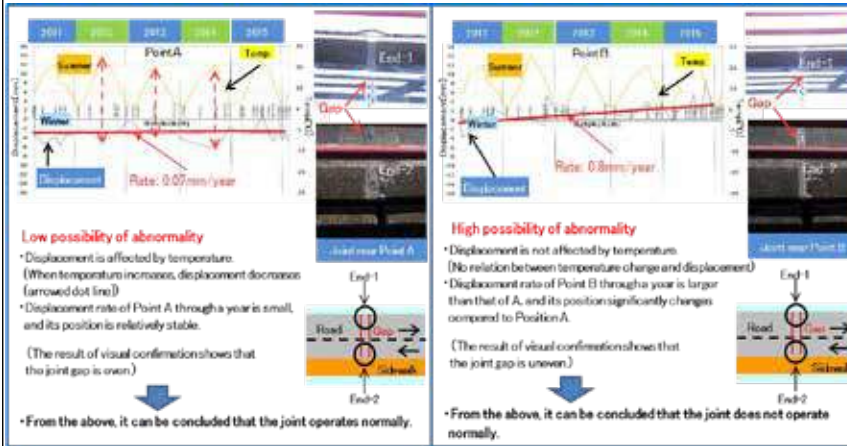 2011 2012 2013 2014 2015
Point A
Summer
Temp.
Winter
Displacement
Displacement[mm]
Rate: 0.07mm/year
End-1
Gap
End-2
Joint near Point A
Low possibility of abnormality
・Displacement is affected by temperature.
(When temperature increases, displacement decreases
(arrowed dot line))
・Displacement rate of Point A through a year is small,
and its position is relatively stable.
(The result of visual confirmation shows that
the joint gap is even.)
End-1
Road
Gap
Sidewalk
End-2
・From the above, it can be concluded that the joint operates normally.
2011 2012 2013 2014 2015
Point B
Summer
Temp.
Winter
Displacement
Displacement[mm]
Rate: 0.8mm/year
End-1
Gap
End-2
Joint near Point B
High possibility of abnormality
・Displacement is not affected by temperature.
(No relation between temperature change and displacement)
・Displacement rate of Point B through a year is larger
than that of A, and its position significantly changes
compared to Position A.
(The result of visual confirmation shows that
the joint gap is uneven.)
End-1
Road
Gap
Sidewalk
End-2
・From the above, it can be concluded that the joint does not operate
normally.